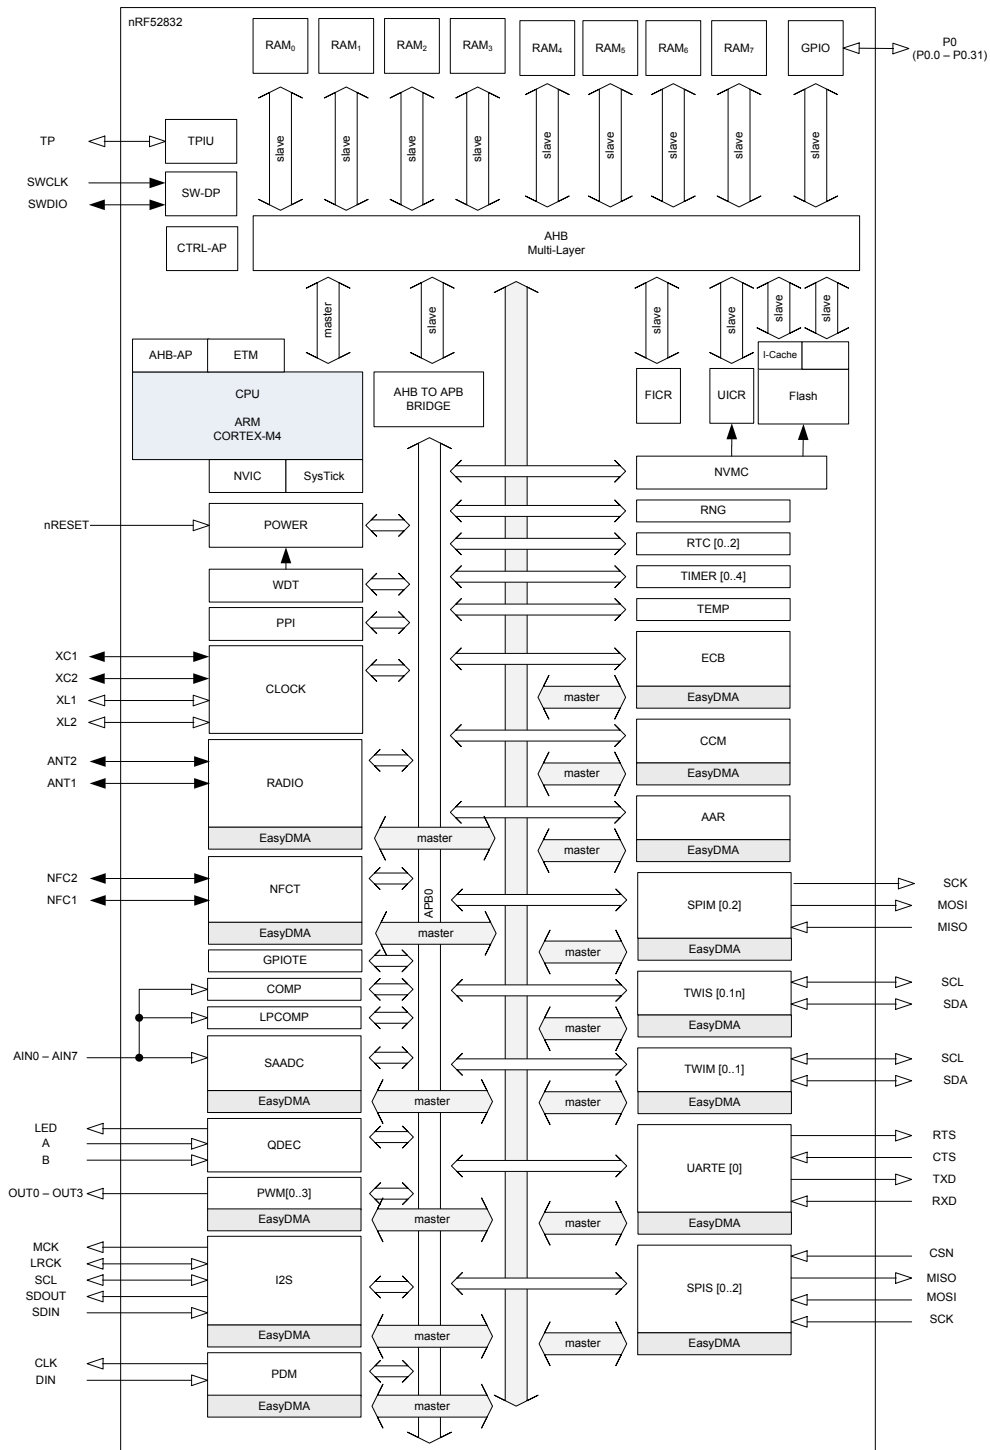 nRF52832
RAM0
RAM1
RAM2
RAM3
RAM4
RAM5
RAM6
RAM7
GPIO
P0
(P0.0 – P0.31)
slave
slave
slave
slave
slave
slave
slave
slave
slave
TP
TPIU
SWCLK
SWDIO
SW-DP
CTRL-AP
AHB
Multi-Layer
master
slave
slave
slave
slave
slave
AHB-AP
ETM
CPU
ARM
CORTEX-M4
NVIC
SysTick
AHB TO APB
BRIDGE
FICR
UICR
I-Cache
Flash
NVMC
nRESET
POWER
RNG
RTC [0..2]
WDT
TIMER [0..4]
PPI
TEMP
XC1
XC2
XL1
XL2
CLOCK
ECB
master
EasyDMA
ANT2
ANT1
RADIO
CCM
master
EasyDMA
EasyDMA
master
AAR
master
EasyDMA
NFC2
NFC1
NFCT
APB0
EasyDMA
master
SPIM [0.2]
SCK
MOSI
MISO
master
EasyDMA
GPIOTE
COMP
LPCOMP
TWIS [0.1n]
SCL
SDA
master
EasyDMA
AIN0 – AIN7
SAADC
EasyDMA
master
TWIM [0..1]
SCL
SDA
master
EasyDMA
LED
A
B
QDEC
UARTE [0]
RTS
CTS
TXD
RXD
OUT0 – OUT3
PWM[0..3]
EasyDMA
master
master
EasyDMA
MCK
LRCK
SCL
SDOUT
SDIN
I2S
EasyDMA
master
SPIS [0..2]
CSN
MISO
MOSI
SCK
master
EasyDMA
CLK
DIN
PDM
EasyDMA
master